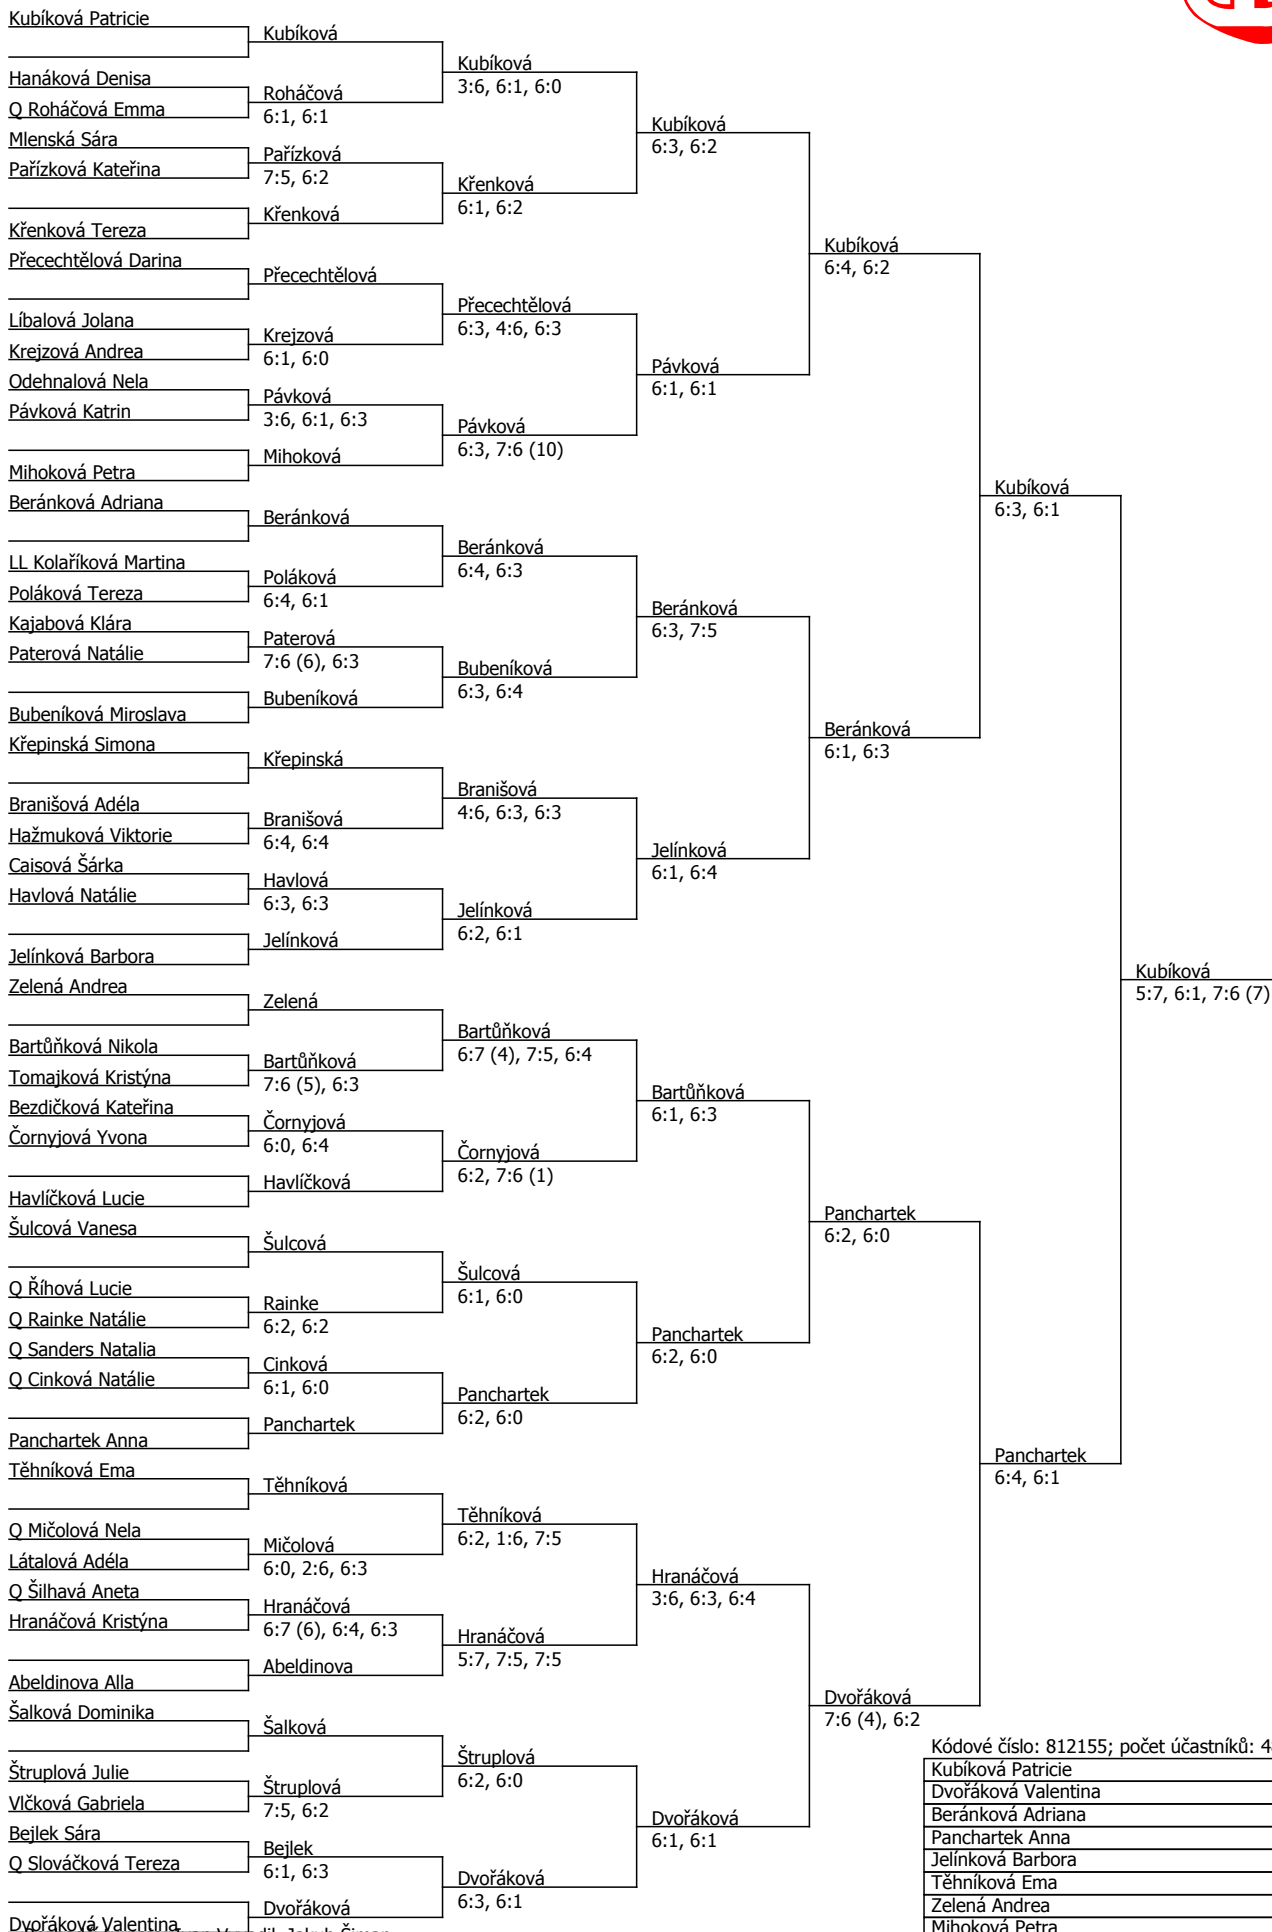 Kubíková Patricie
Hanáková Denisa
Q Roháčová Emma
Mlenská Sára
Pařízková Kateřina
Křenková Tereza
Přecechtělová Darina
Líbalová Jolana
Krejzová Andrea
Odehnalová Nela
Pávková Katrin
Mihoková Petra
Beránková Adriana
LL Kolaříková Martina
Poláková Tereza
Kajabová Klára
Paterová Natálie
Bubeníková Miroslava
Křepinská Simona
Branišová Adéla
Hažmuková Viktorie
Caisová Šárka
Havlová Natálie
Jelínková Barbora
Zelená Andrea
Bartůňková Nikola
Tomajková Kristýna
Bezdičková Kateřina
Čornyjová Yvona
Havlíčková Lucie
Šulcová Vanesa
Q Říhová Lucie
Q Rainke Natálie
Q Sanders Natalia
Q Cinková Natálie
Panchartek Anna
Těhníková Ema
Q Mičolová Nela
Látalová Adéla
Q Šilhavá Aneta
Hranáčová Kristýna
Abeldinova Alla
Šalková Dominika
Štruplová Julie
Vlčková Gabriela
Bejlek Sára
Q Slováčková Tereza
Dvořáková Valentina
Kubíková
Roháčová
6:1, 6:1
Pařízková
7:5, 6:2
Křenková
Přecechtělová
Krejzová
6:1, 6:0
Pávková
3:6, 6:1, 6:3
Mihoková
Beránková
Poláková
6:4, 6:1
Paterová
7:6 (6), 6:3
Bubeníková
Křepinská
Branišová
6:4, 6:4
Havlová
6:3, 6:3
Jelínková
Zelená
Bartůňková
7:6 (5), 6:3
Čornyjová
6:0, 6:4
Havlíčková
Šulcová
Rainke
6:2, 6:2
Cinková
6:1, 6:0
Panchartek
Těhníková
Mičolová
6:0, 2:6, 6:3
Hranáčová
6:7 (6), 6:4, 6:3
Abeldinova
Šalková
Štruplová
7:5, 6:2
Bejlek
6:1, 6:3
Dvořáková
Kubíková
3:6, 6:1, 6:0
Křenková
6:1, 6:2
Přecechtělová
6:3, 4:6, 6:3
Pávková
6:3, 7:6 (10)
Beránková
6:4, 6:3
Bubeníková
6:3, 6:4
Branišová
4:6, 6:3, 6:3
Jelínková
6:2, 6:1
Bartůňková
6:7 (4), 7:5, 6:4
Čornyjová
6:2, 7:6 (1)
Šulcová
6:1, 6:0
Panchartek
6:2, 6:0
Těhníková
6:2, 1:6, 7:5
Hranáčová
5:7, 7:5, 7:5
Štruplová
6:2, 6:0
Dvořáková
6:3, 6:1
Kubíková
6:3, 6:2
Pávková
6:1, 6:1
Beránková
6:3, 7:5
Jelínková
6:1, 6:4
Bartůňková
6:1, 6:3
Panchartek
6:2, 6:0
Hranáčová
3:6, 6:3, 6:4
Dvořáková
6:1, 6:1
Kubíková
6:4, 6:2
Beránková
6:1, 6:3
Panchartek
6:2, 6:0
Dvořáková
7:6 (4), 6:2
Kubíková
6:3, 6:1
Panchartek
6:4, 6:1
Kubíková
5:7, 6:1, 7:6 (7)
Kódové číslo: 812155; počet účastníků: 4
Kubíková Patricie
Dvořáková Valentina
Beránková Adriana
Panchartek Anna
Jelínková Barbora
Těhníková Ema
Zelená Andrea
Mihoková Petra